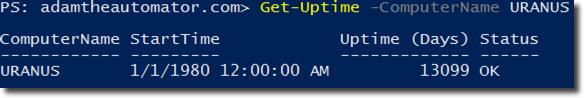 PS: adamtheautomator.com> Get-Uptime -ComputerName URANUS
ComputerName StartTime Uptime (Days) Status
------------ --------- ------------- ------
URANUS 1/1/1980 12:00:00 AM 13099 OK